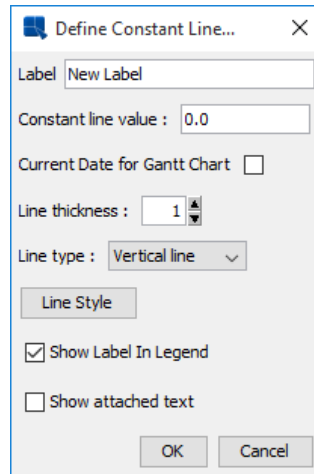 Define Constant Line...
Label New Label
Constant line value : 0.0
Current Date for Gantt Chart
Line thickness : 1
Line type : Vertical line
Line Style
Show Label In Legend
Show attached text
OK Cancel